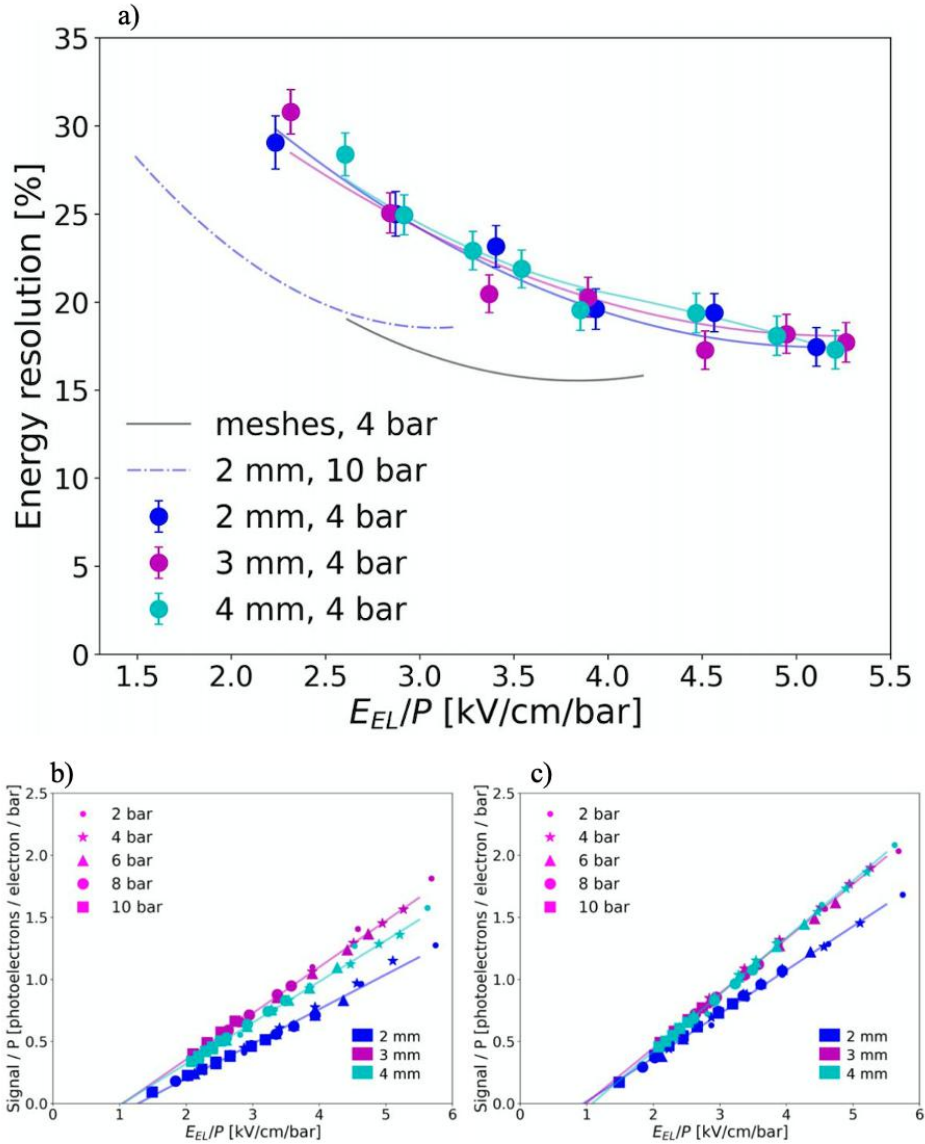 a)
35
30
25
20
15
10
5
0
Energy resolution [%]
meshes, 4 bar
2 mm, 10 bar
2 mm, 4 bar
3 mm, 4 bar
4 mm, 4 bar
1.5 2.0 2.5 3.0 3.5 4.0 4.5 5.0 5.5
E_EL/P [kV/cm/bar]
b)
2.5
2.0
1.5
1.0
0.5
0.0
Signal / P [photoelectrons / electron / bar]
2 bar
4 bar
6 bar
8 bar
10 bar
2 mm
3 mm
4 mm
0 1 2 3 4 5 6
E_EL/P [kV/cm/bar]
c)
2.5
2.0
1.5
1.0
0.5
0.0
Signal / P [photoelectrons / electron / bar]
2 bar
4 bar
6 bar
8 bar
10 bar
2 mm
3 mm
4 mm
0 1 2 3 4 5 6
E_EL/P [kV/cm/bar]